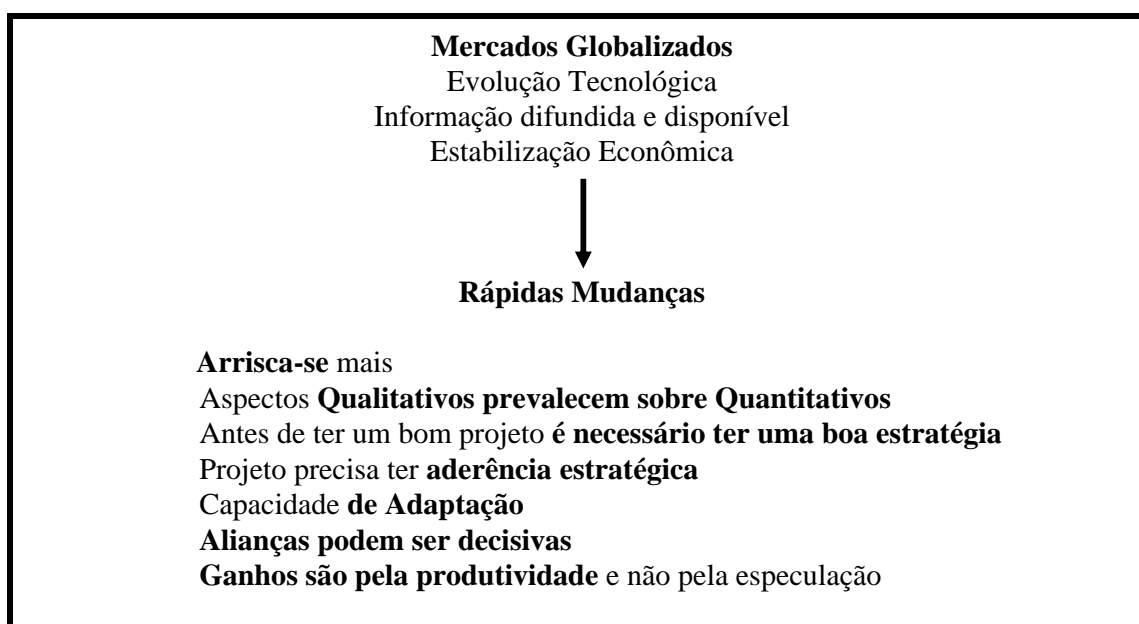 Mercados Globalizados
Evolução Tecnológica
Informação difundida e disponível
Estabilização Econômica
Rápidas Mudanças
Arrisca-se mais
Aspectos Qualitativos prevalecem sobre Quantitativos
Antes de ter um bom projeto é necessário ter uma boa estratégia
Projeto precisa ter aderência estratégica
Capacidade de Adaptação
Alianças podem ser decisivas
Ganhos são pela produtividade e não pela especulação